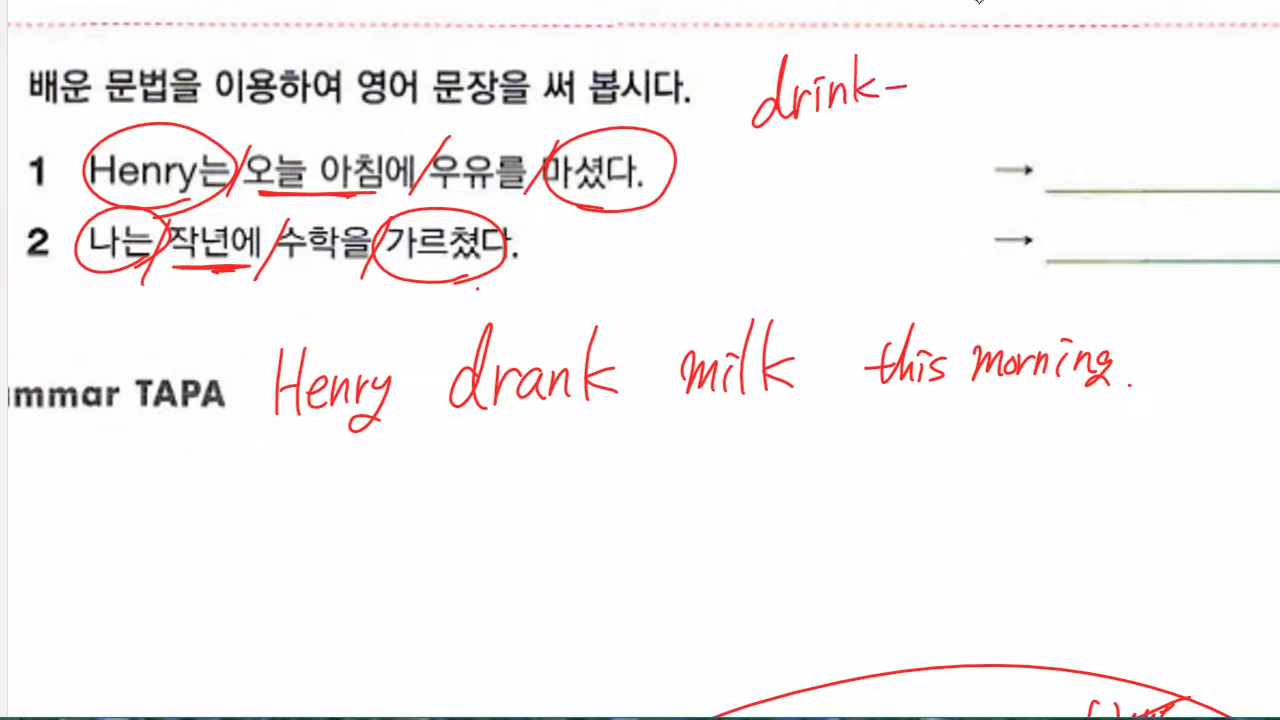 배운 문법을 이용하여 영어 문장을 써 봅시다.
drink-
1 Henry는 오늘 아침에 우유를 마셨다. →
2 나는 작년에 수학을 가르쳤다. →
Henry drank milk this morning.
mmar TAPA